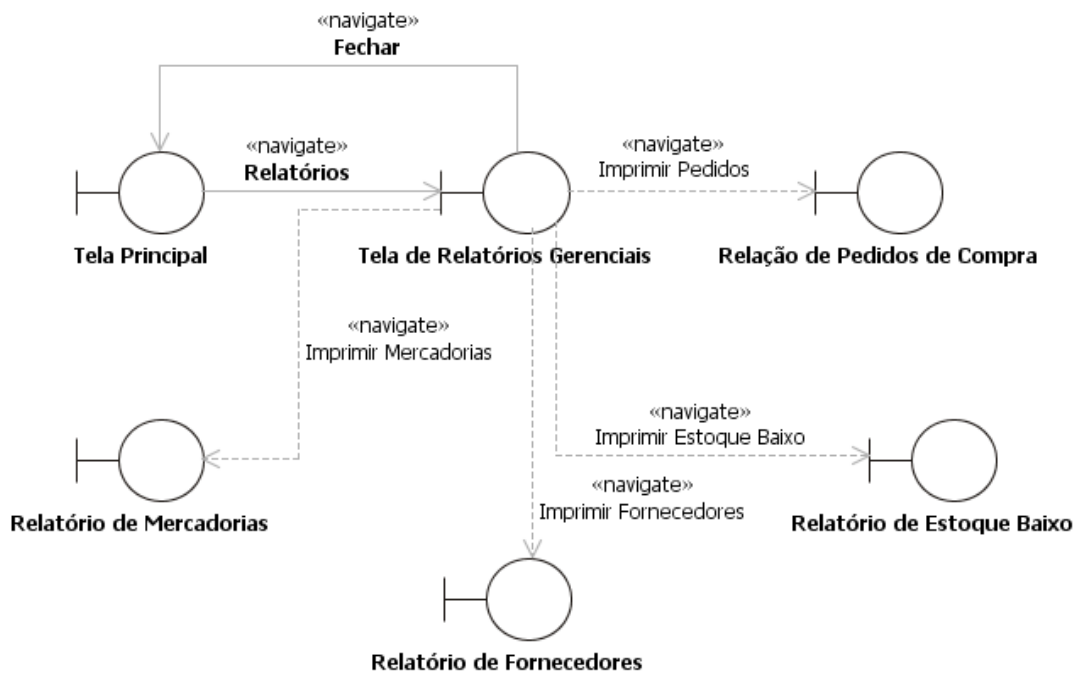 «navigate»
Fechar
«navigate»
Relatórios
«navigate»
Imprimir Pedidos
Tela Principal
Tela de Relatórios Gerenciais
Relação de Pedidos de Compra
«navigate»
Imprimir Mercadorias
«navigate»
Imprimir Estoque Baixo
«navigate»
Imprimir Fornecedores
Relatório de Mercadorias
Relatório de Estoque Baixo
Relatório de Fornecedores